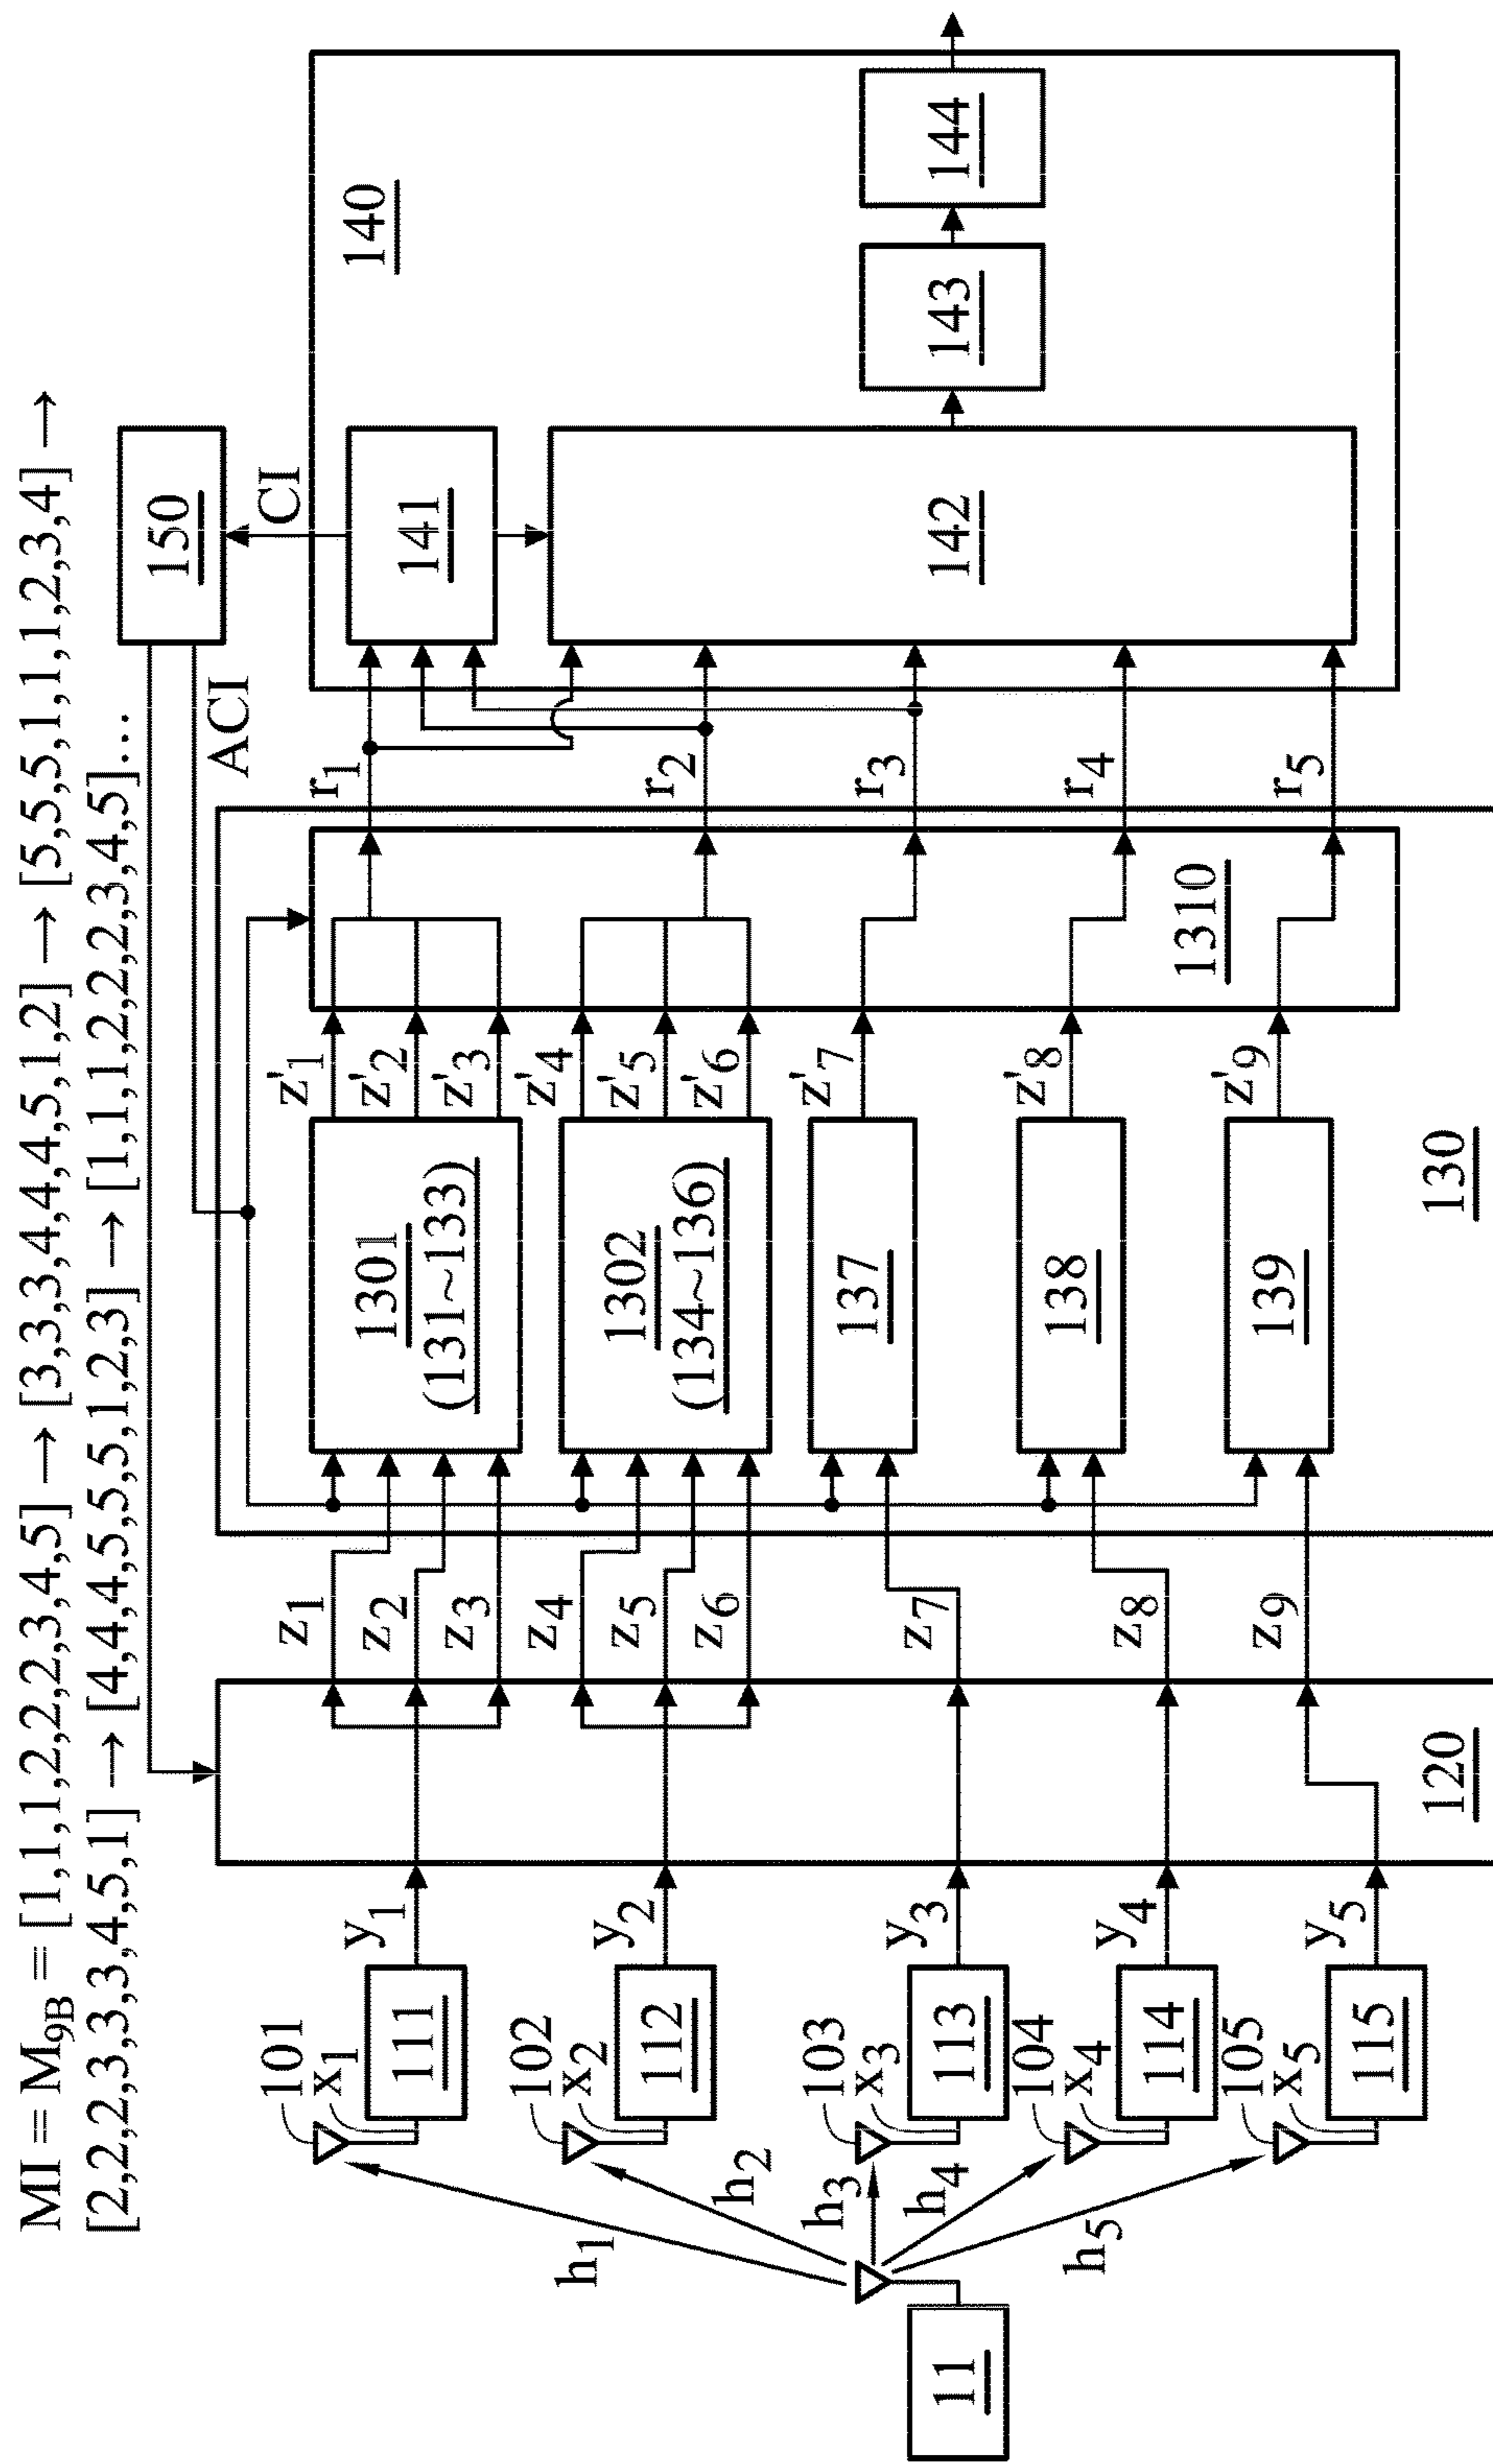 MI = M9B = [1,1,1,2,2,2,3,4,5] → [3,3,3,4,4,4,5,1,2] → [5,5,5,1,1,1,2,3,4] →
[2,2,2,3,3,3,4,5,1] → [4,4,4,5,5,5,1,2,3] → [1,1,1,2,2,2,3,4,5]...
150
CI
ACI
140
141
142
143
144
r1
r2
r3
r4
r5
1310
z'1
z'2
z'3
z'4
z'5
z'6
z'7
z'8
z'9
1301
(131~133)
1302
(134~136)
137
138
139
130
z1
z2
z3
z4
z5
z6
z7
z8
z9
120
y1
y2
y3
y4
y5
101
x1
111
102
x2
112
103
x3
113
104
x4
114
105
x5
115
h1
h2
h3
h4
h5
11